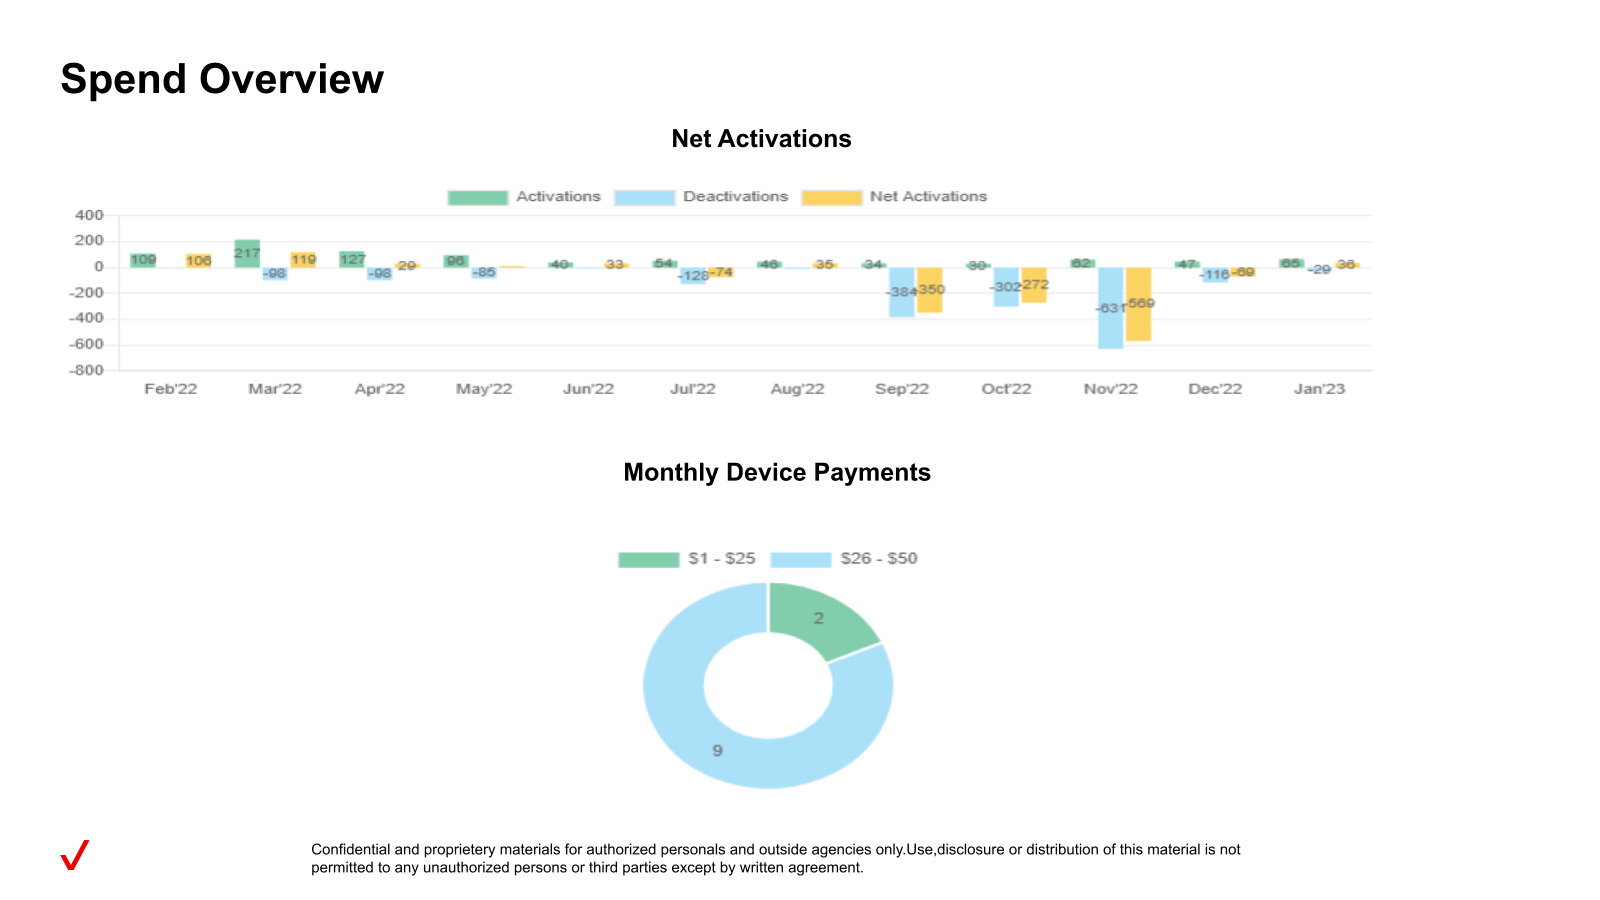 Spend Overview
Net Activations
Activations Deactivations Net Activations
400
200
0
-200
-400
-600
-800
109 106 217 -98 119 127 -98 29 96 -85 40 33 54 -128 -74 46 35 34 -384 -350 30 -302 -272 62 -631 -569 47 -116 -69 65 -29 36
Feb'22 Mar'22 Apr'22 May'22 Jun'22 Jul'22 Aug'22 Sep'22 Oct'22 Nov'22 Dec'22 Jan'23
Monthly Device Payments
$1 - $25 $26 - $50
2
9
Confidential and proprietery materials for authorized personals and outside agencies only.Use,disclosure or distribution of this material is not
permitted to any unauthorized persons or third parties except by written agreement.